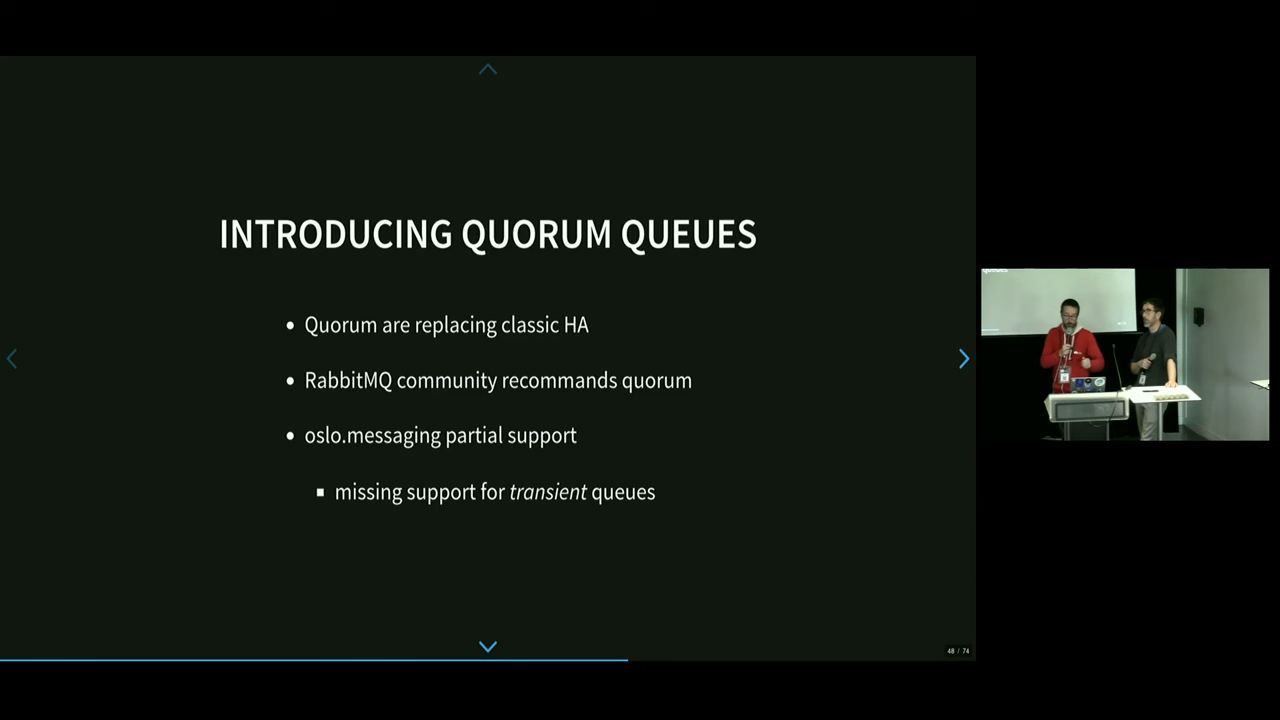 INTRODUCING QUORUM QUEUES
Quorum are replacing classic HA
RabbitMQ community recommands quorum
oslo.messaging partial support
missing support for transient queues
48 / 74